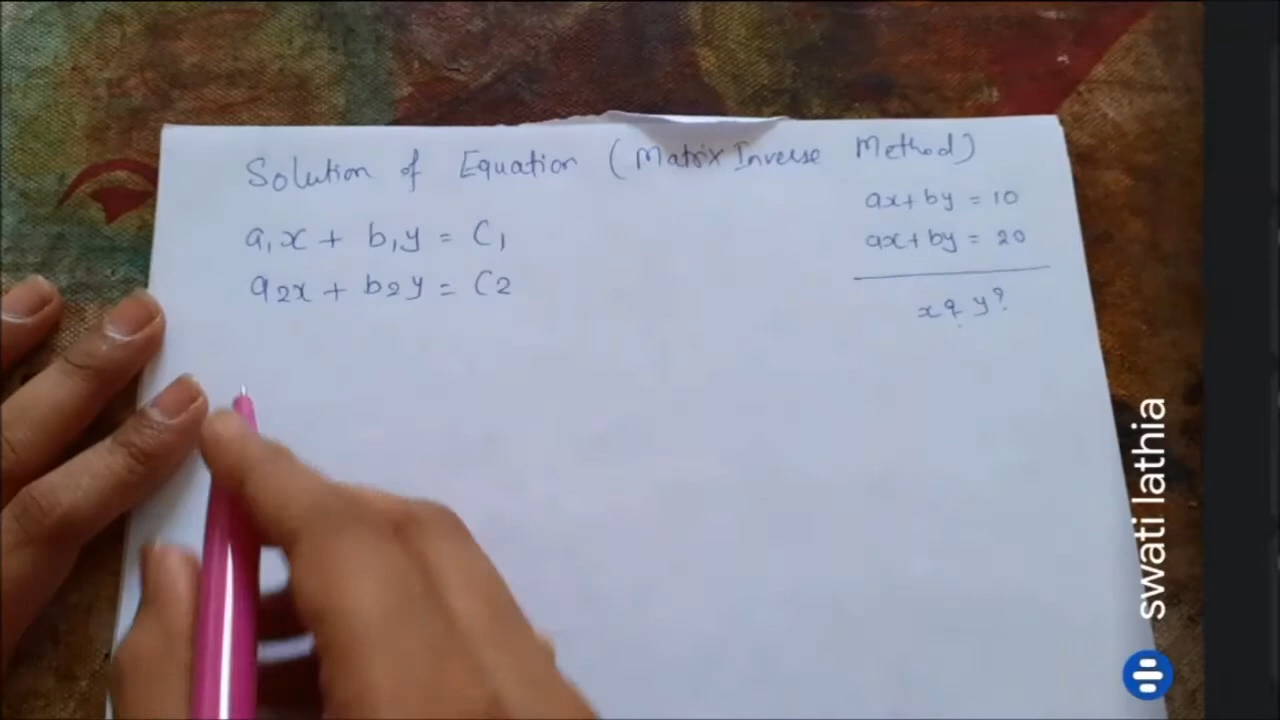 Solution of Equation (Matrix Inverse Method)
a₁x + b₁y = C₁
a₂x + b₂y = C₂
ax + by = 10
ax + by = 20
x & y?
swati lathia